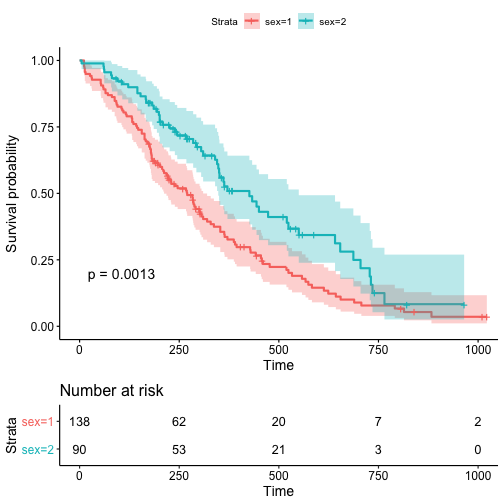 Strata sex=1 sex=2
1.00
0.75
0.50
0.25
0.00
Survival probability
p = 0.0013
0 250 500 750 1000
Time
Number at risk
Strata
sex=1 138 62 20 7 2
sex=2 90 53 21 3 0
0 250 500 750 1000
Time